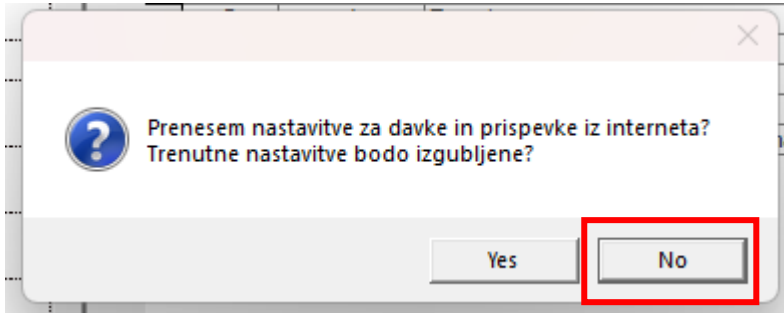 Prenesem nastavitve za davke in prispevke iz interneta?
Trenutne nastavitve bodo izgubljene?
Yes
No